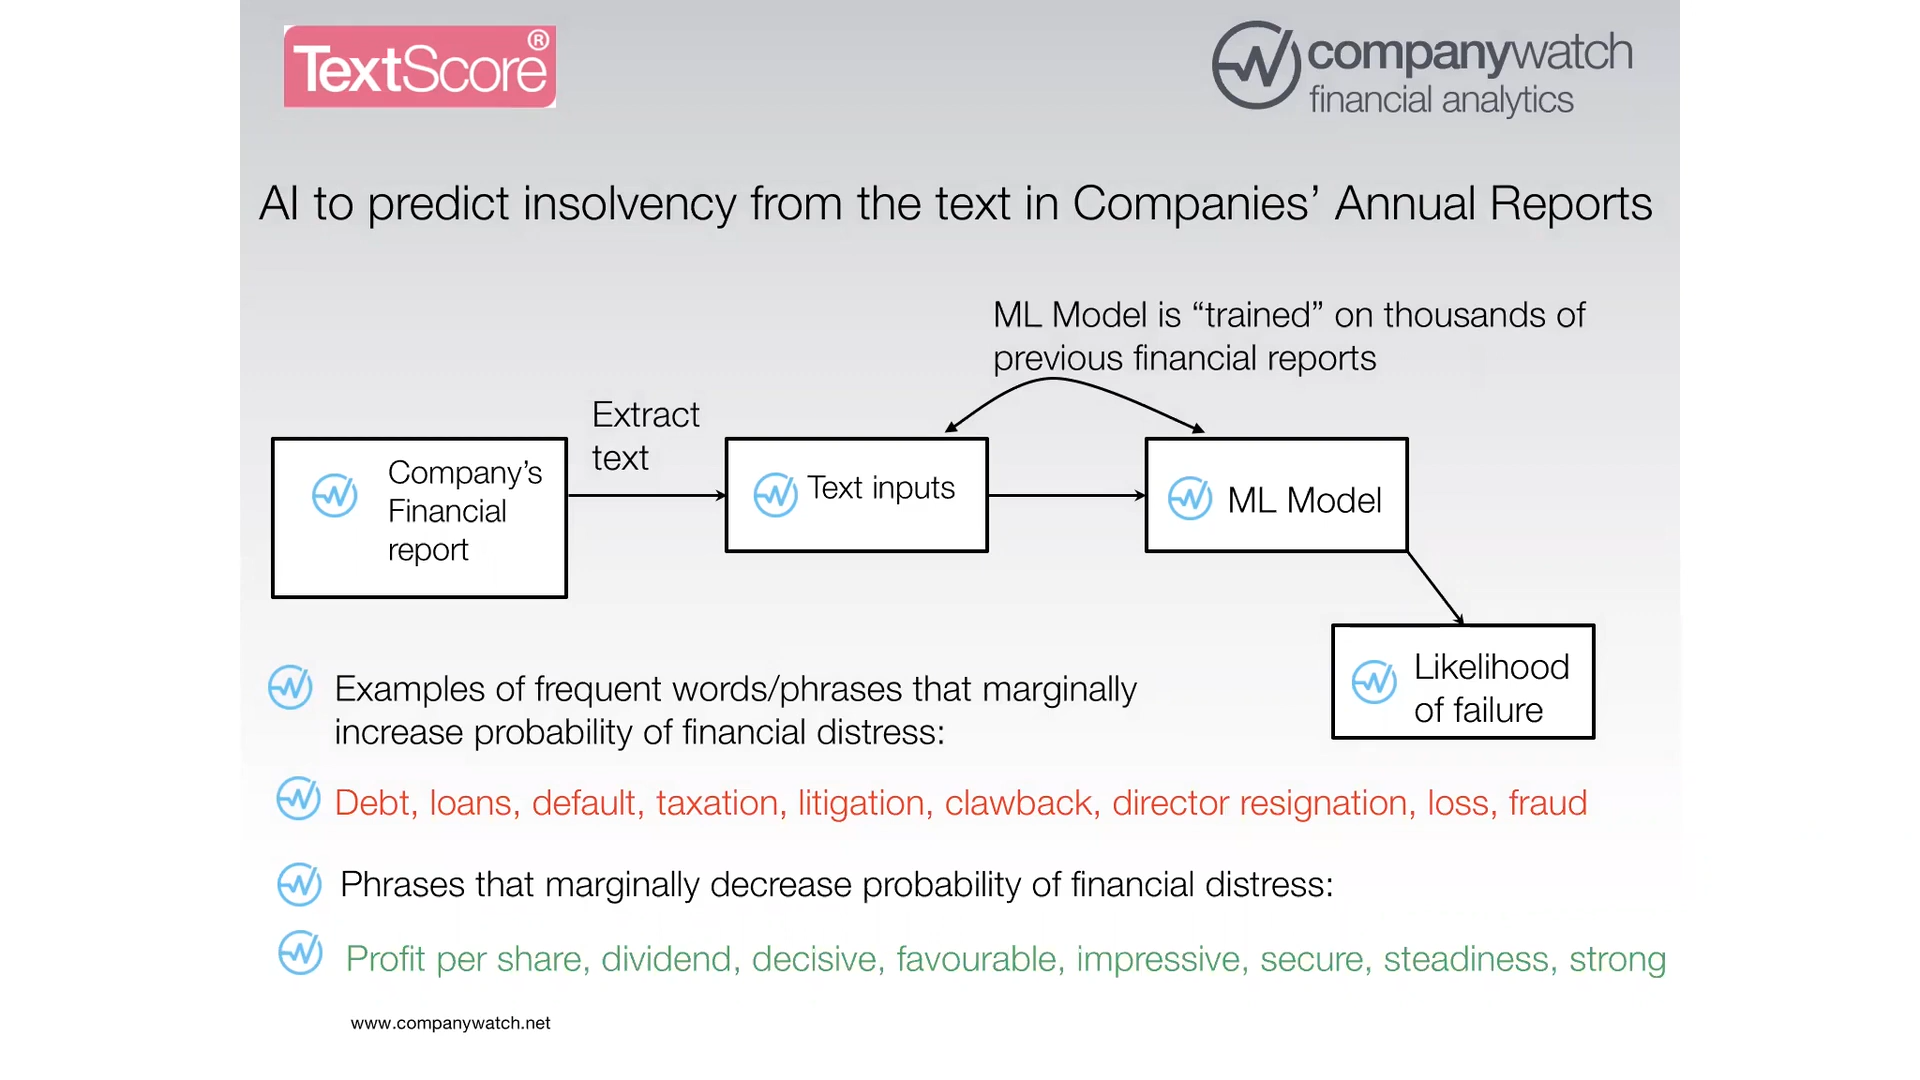 TextScore®
companywatch
financial analytics
AI to predict insolvency from the text in Companies’ Annual Reports
ML Model is “trained” on thousands of
previous financial reports
Extract
text
Company’s
Financial
report
Text inputs
ML Model
Likelihood
of failure
Examples of frequent words/phrases that marginally
increase probability of financial distress:
Debt, loans, default, taxation, litigation, clawback, director resignation, loss, fraud
Phrases that marginally decrease probability of financial distress:
Profit per share, dividend, decisive, favourable, impressive, secure, steadiness, strong
www.companywatch.net